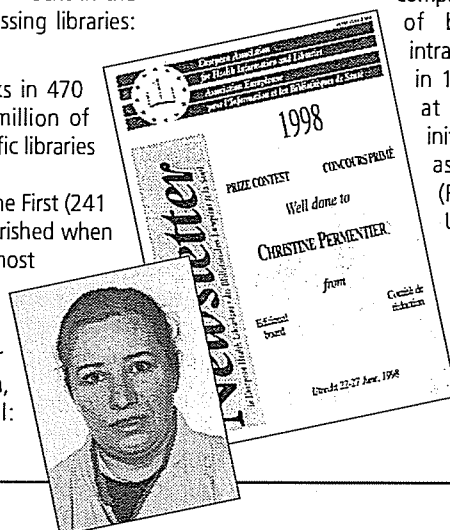 ssing libraries:
ks in 470
million of
fic libraries
ne First (241
rished when
most
l:
comp
of b
intra
in 1
at
init
as
(F
European Association
for Health Information and Libraries
Association Européenne
pour l'Information et les Bibliothèques de Santé
1998
PRIZE CONTEST CONCOURS PRIMÉ
Well done to
CHRISTINE PERMENTIER
from
Editorial
board
Comité de
rédaction
Utrecht 22-27 June, 1998
Newsletter